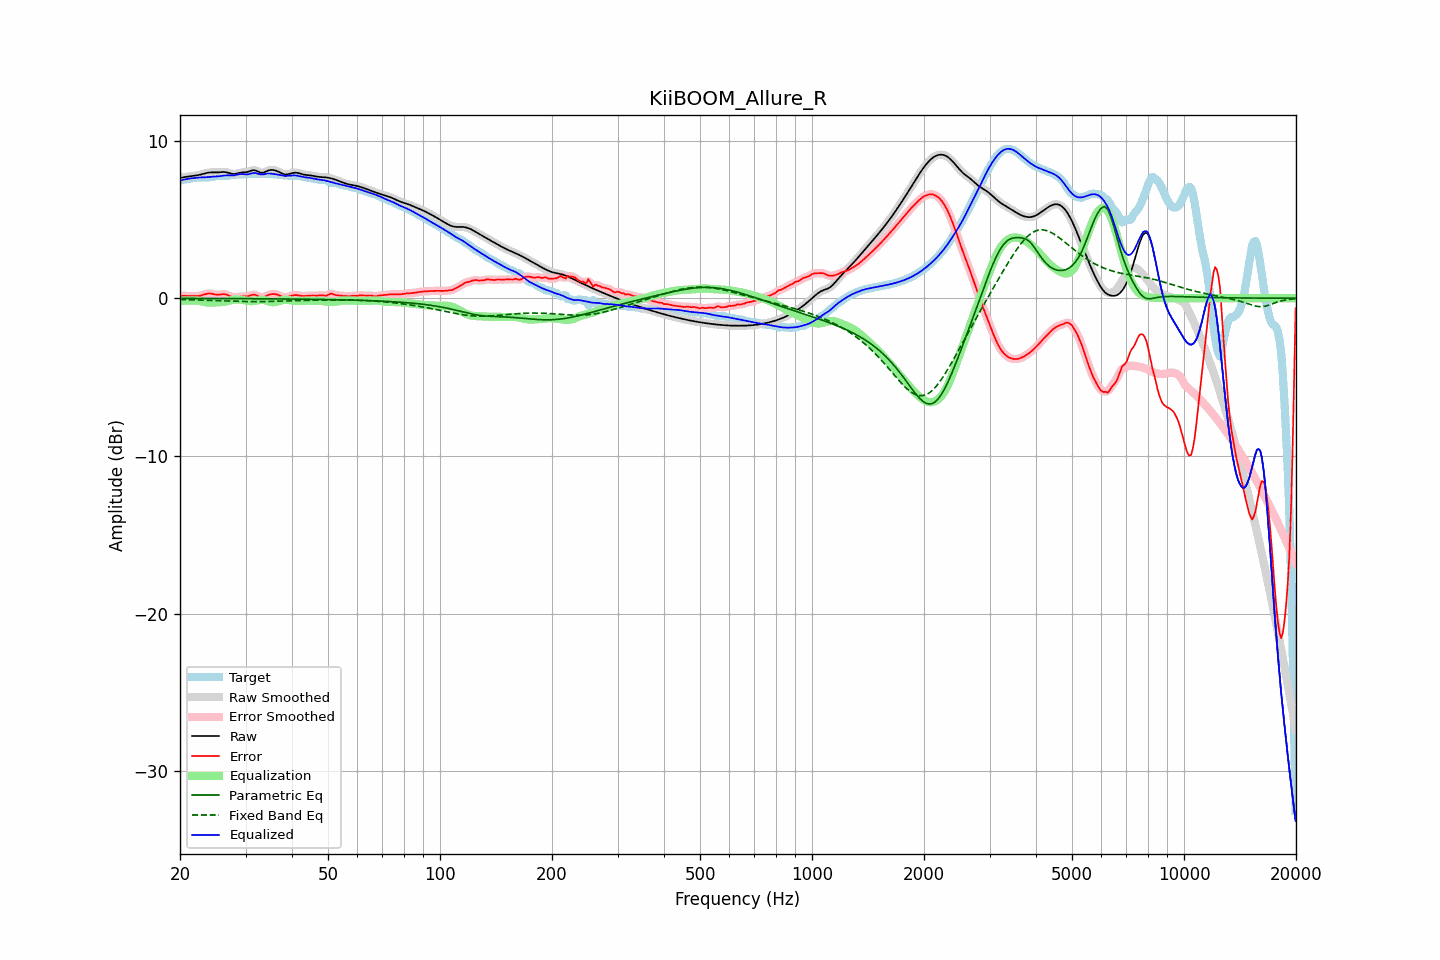 KiiBOOM_Allure_R
Amplitude (dBr)
10
0
−10
−20
−30
Target
Raw Smoothed
Error Smoothed
Raw
Error
Equalization
Parametric Eq
Fixed Band Eq
Equalized
20 50 100 200 500 1000 2000 5000 10000 20000
Frequency (Hz)